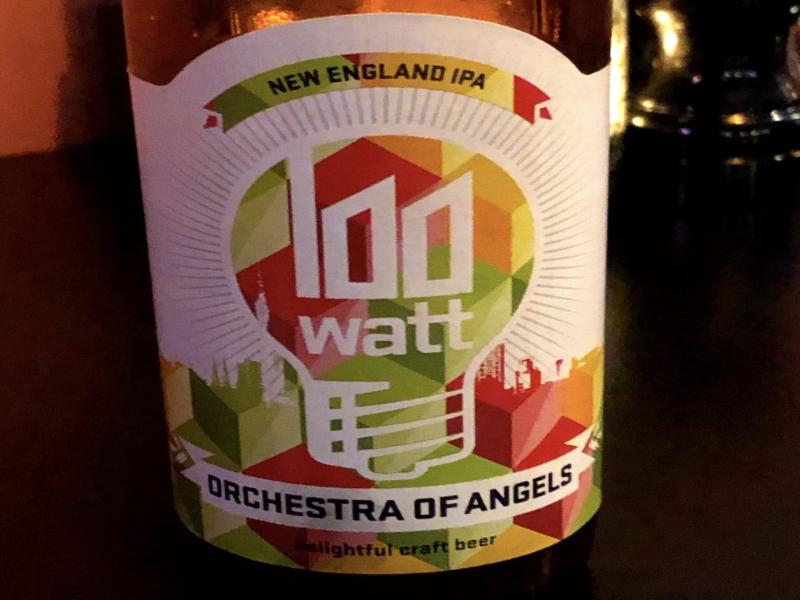 NEW ENGLAND IPA
100
watt
ORCHESTRA OF ANGELS
delightful craft beer